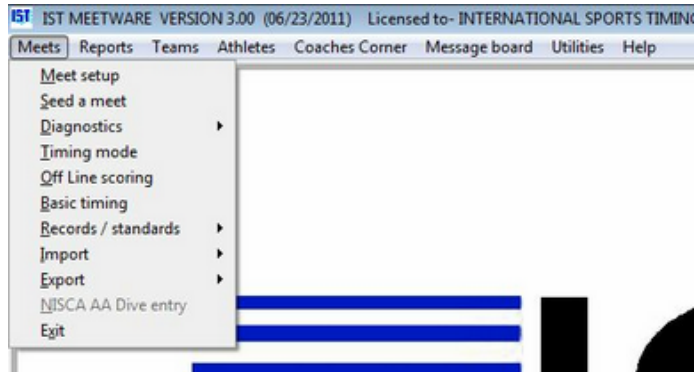 IST IST MEETWARE VERSION 3.00 (06/23/2011) Licensed to- INTERNATIONAL SPORTS TIMING
Meets Reports Teams Athletes Coaches Corner Message board Utilities Help
Meet setup
Seed a meet
Diagnostics
Timing mode
Off Line scoring
Basic timing
Records / standards
Import
Export
NISCA AA Dive entry
Exit